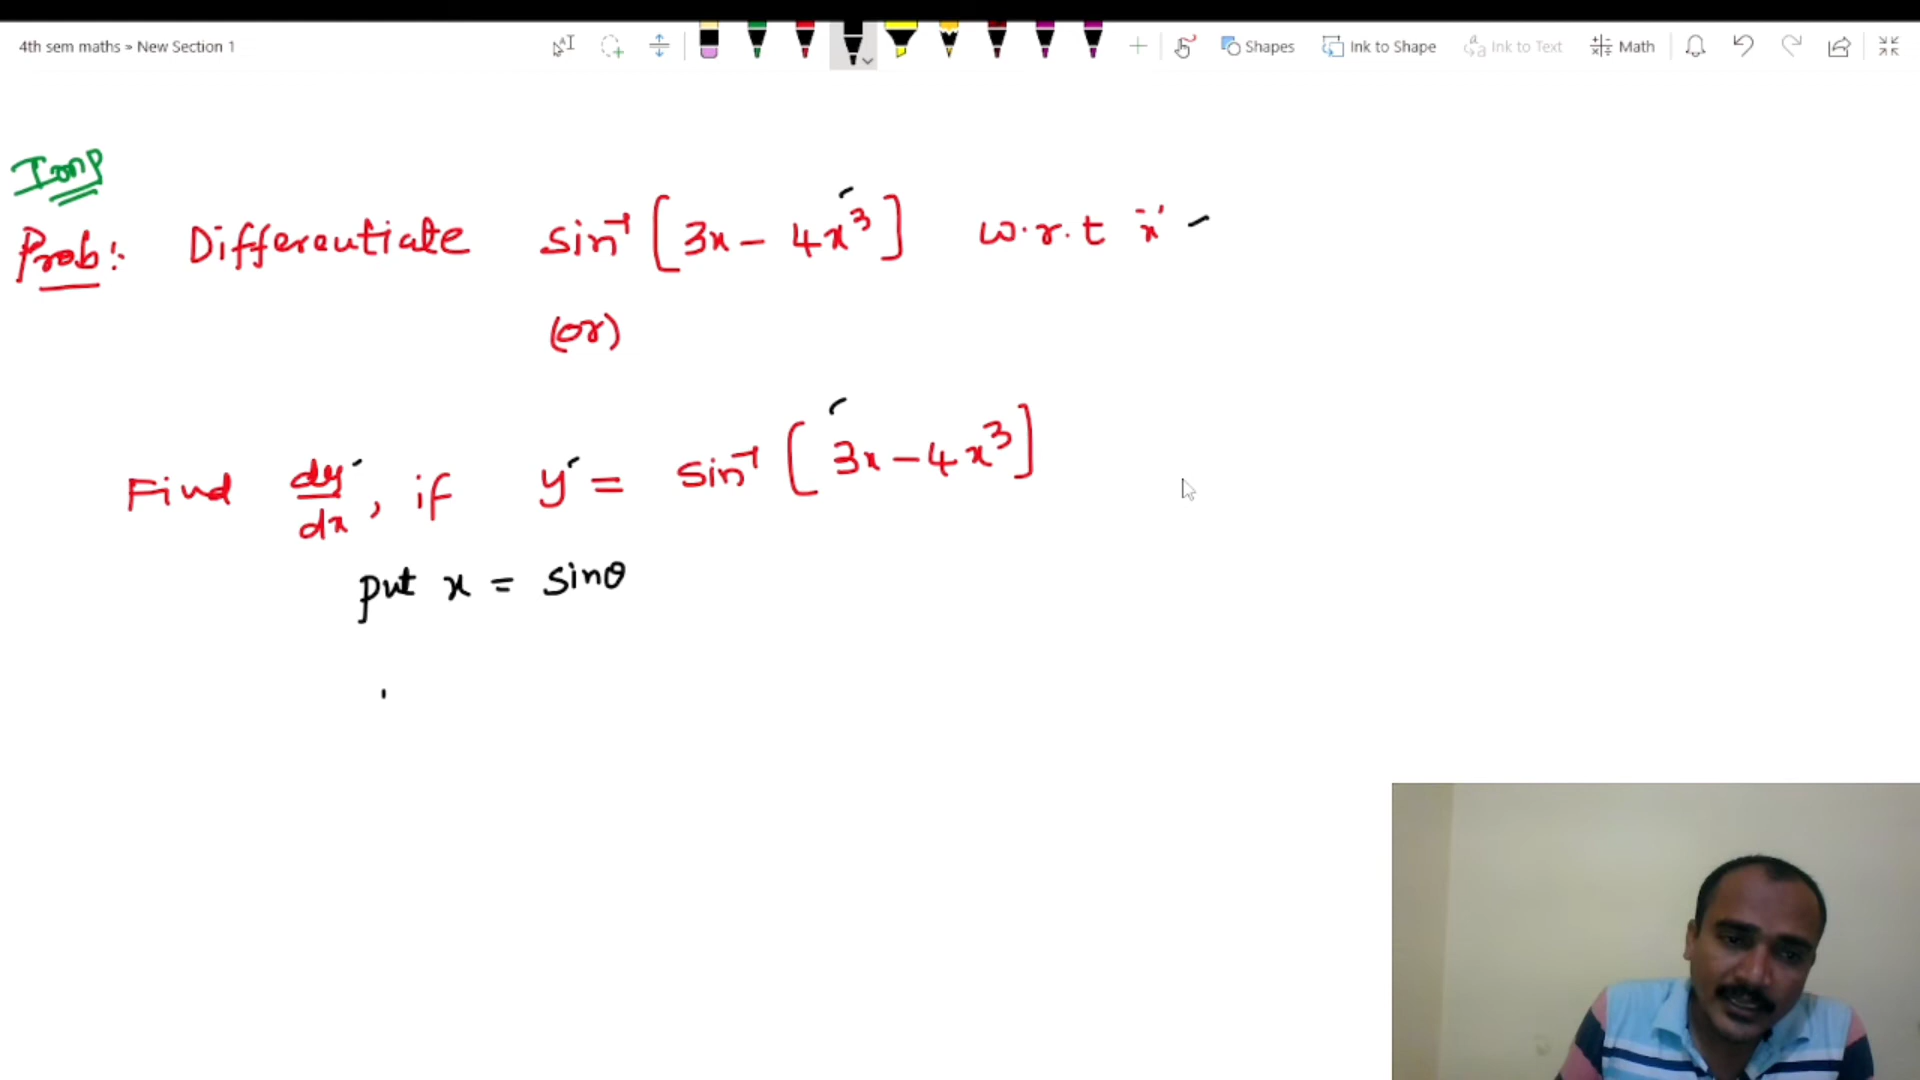 4th sem maths » New Section 1
Shapes Ink to Shape Ink to Text Math
Imp
Prob:. Differentiate sin⁻¹ [3x – 4x³] w.r.t 'x'
(or)
Find dy/dx, if y = sin⁻¹ [3x – 4x³]
put x = sinθ